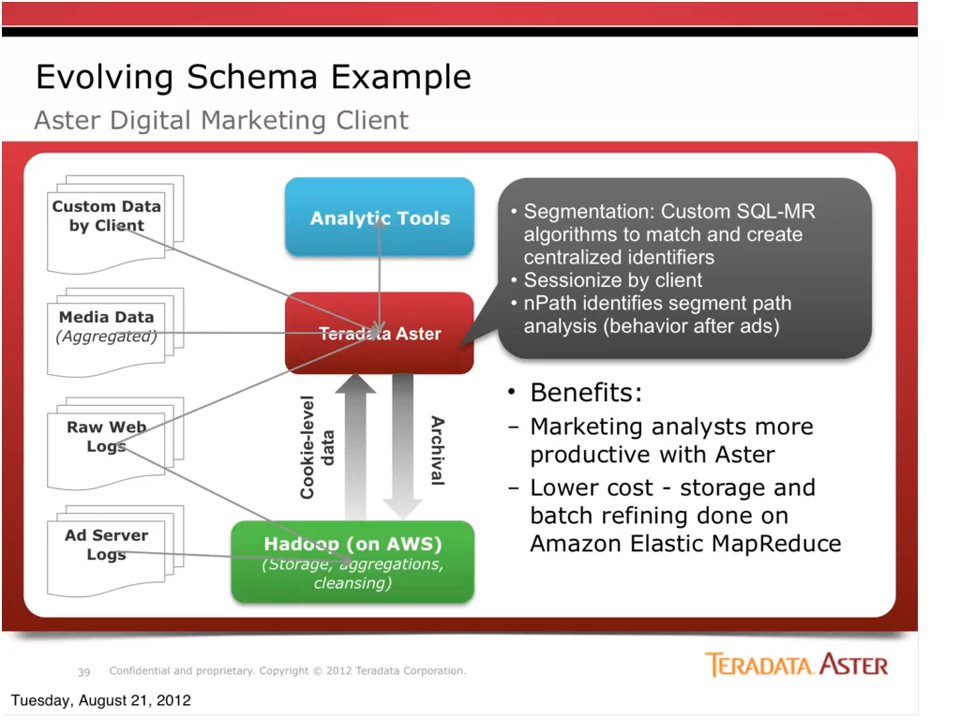 Evolving Schema Example
Aster Digital Marketing Client
Custom Data
by Client
Media Data
(Aggregated)
Raw Web
Logs
Ad Server
Logs
Analytic Tools
Teradata Aster
Cookie-level
data
Archival
Hadoop (on AWS)
(Storage, aggregations,
cleansing)
• Segmentation: Custom SQL-MR
algorithms to match and create
centralized identifiers
• Sessionize by client
• nPath identifies segment path
analysis (behavior after ads)
• Benefits:
– Marketing analysts more
productive with Aster
– Lower cost - storage and
batch refining done on
Amazon Elastic MapReduce
39 Confidential and proprietary. Copyright © 2012 Teradata Corporation.
TERADATA ASTER
Tuesday, August 21, 2012